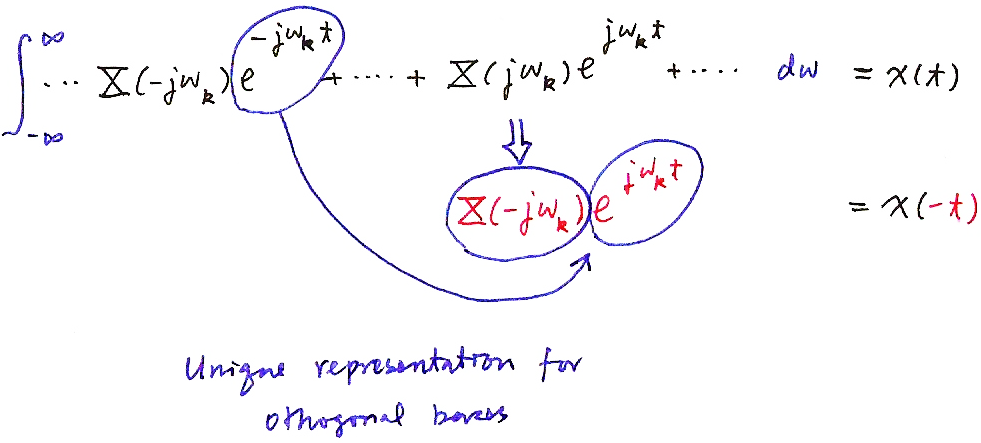 ∫_{-∞}^{∞} ... X(-jω_k) e^{-jω_k t} + .... + X(jω_k) e^{jω_k t} + .... dω = x(t)
⇓
X(-jω_k) e^{jω_k t} = x(-t)
Unique representation for
othogonal bases